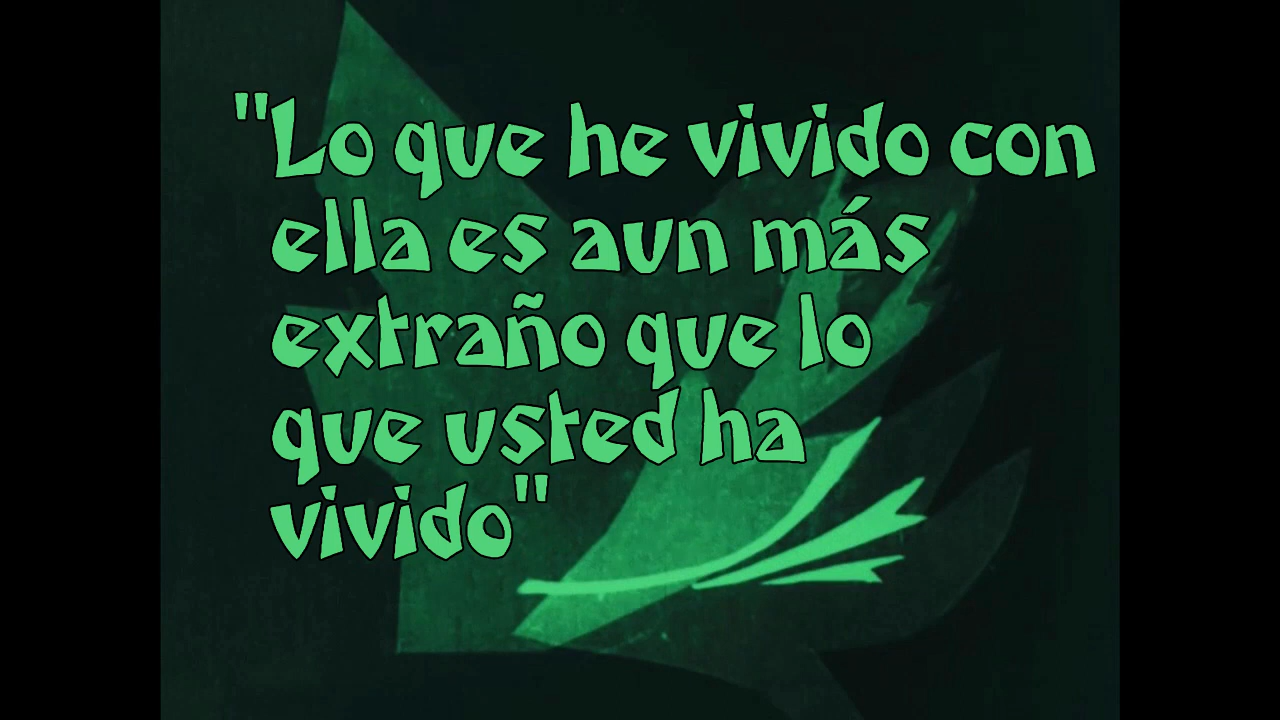 "Lo que he vivido con
ella es aun más
extraño que lo
que usted ha
vivido"